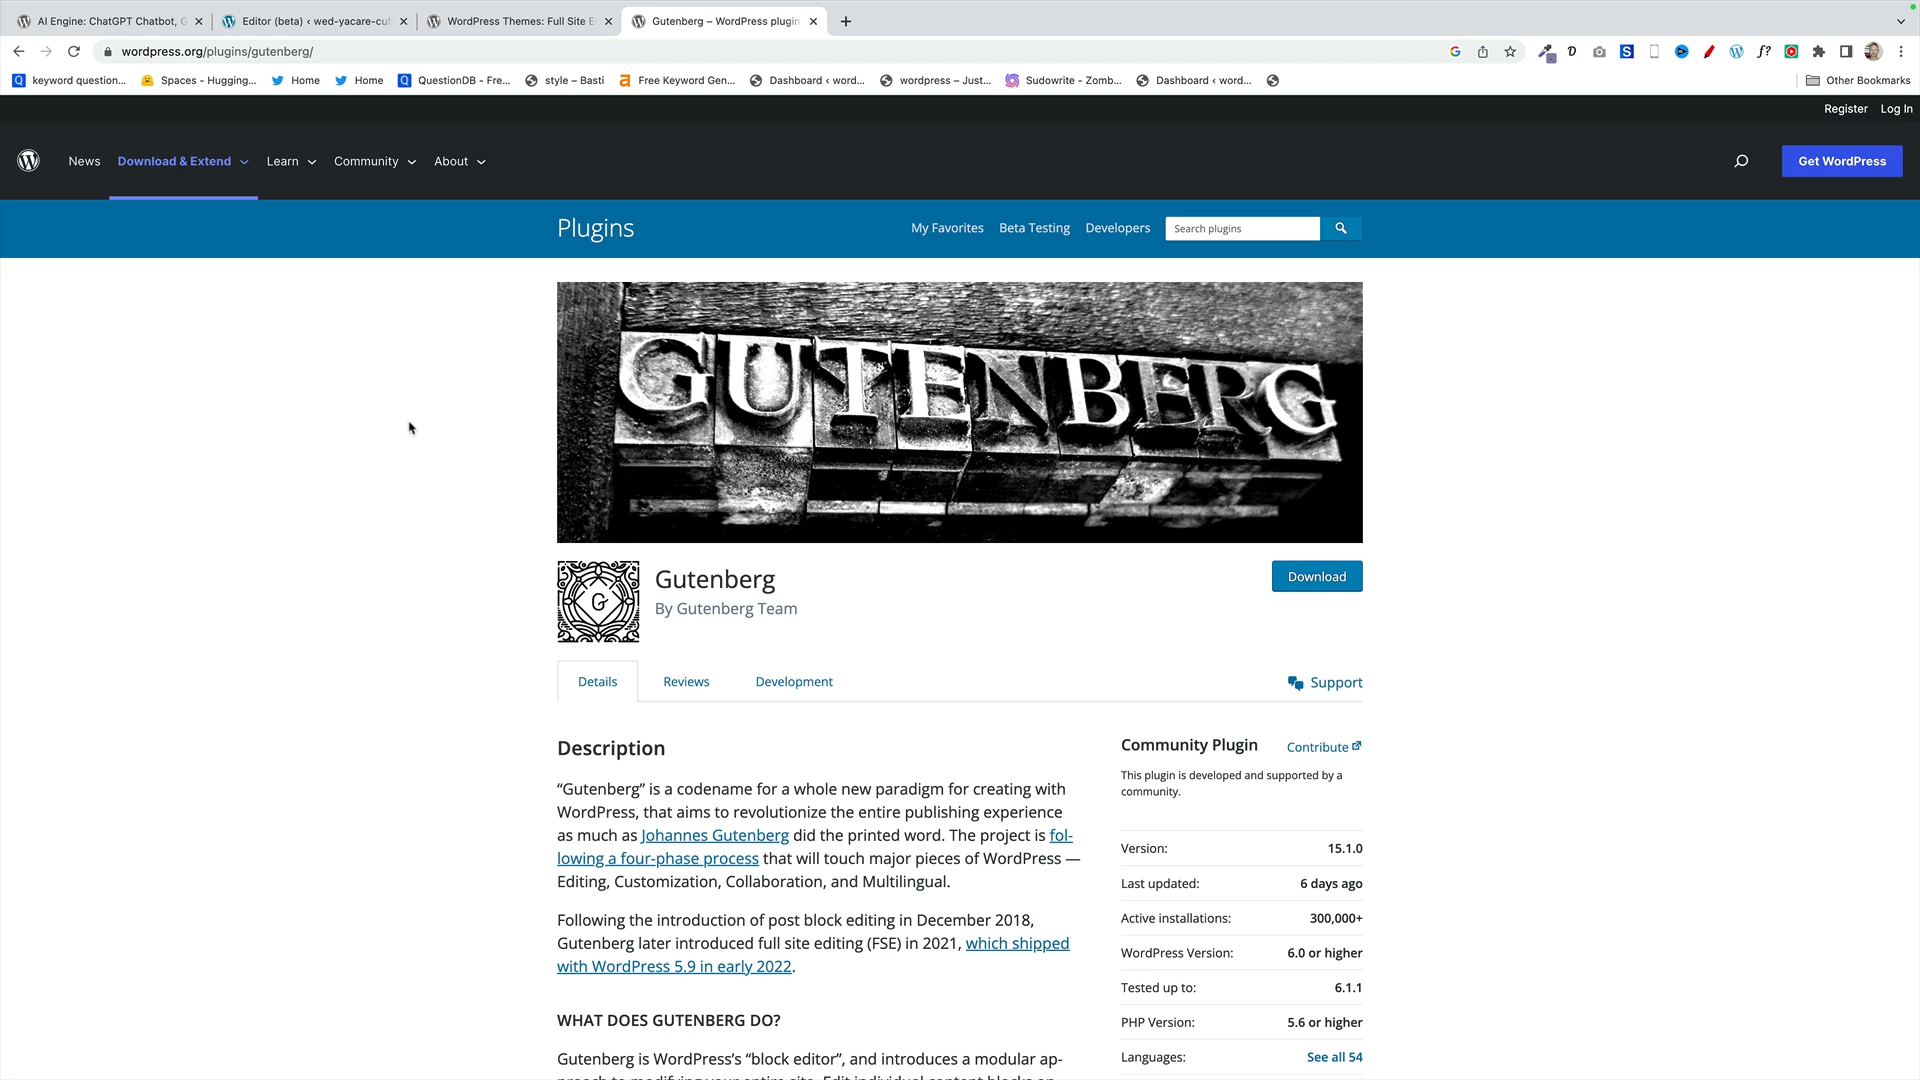 AI Engine: ChatGPT Chatbot, G
Editor (beta) ‹ wed-yacare-cuf
WordPress Themes: Full Site E
Gutenberg – WordPress plugin
wordpress.org/plugins/gutenberg/
keyword question...
Spaces - Hugging...
Home
Home
QuestionDB - Fre...
style – Basti
Free Keyword Gen...
Dashboard ‹ word...
wordpress – Just...
Sudowrite - Zomb...
Dashboard ‹ word...
Other Bookmarks
Register Log In
News Download & Extend Learn Community About
Get WordPress
Plugins
My Favorites Beta Testing Developers Search plugins
GUTENBERG
Gutenberg
By Gutenberg Team
Download
Details Reviews Development
Support
Description
“Gutenberg” is a codename for a whole new paradigm for creating with
WordPress, that aims to revolutionize the entire publishing experience
as much as Johannes Gutenberg did the printed word. The project is fol-
lowing a four-phase process that will touch major pieces of WordPress —
Editing, Customization, Collaboration, and Multilingual.
Following the introduction of post block editing in December 2018,
Gutenberg later introduced full site editing (FSE) in 2021, which shipped
with WordPress 5.9 in early 2022.
WHAT DOES GUTENBERG DO?
Gutenberg is WordPress’s “block editor”, and introduces a modular ap-
Community Plugin
Contribute
This plugin is developed and supported by a
community.
Version: 15.1.0
Last updated: 6 days ago
Active installations: 300,000+
WordPress Version: 6.0 or higher
Tested up to: 6.1.1
PHP Version: 5.6 or higher
Languages: See all 54